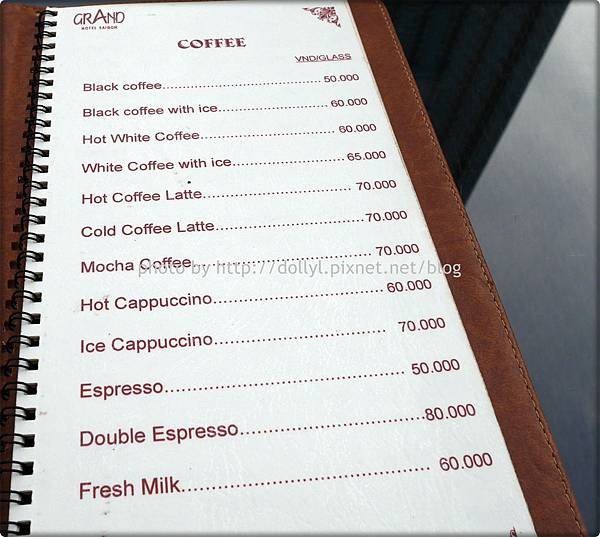 GRAND
HOTEL SAIGON
COFFEE
VND/GLASS
Black coffee........................................ 50.000
Black coffee with ice........................... 60.000
Hot White Coffee................................. 60.000
White Coffee with ice........................... 65.000
Hot Coffee Latte.................................. 70.000
Cold Coffee Latte.................................70.000
Mocha Coffee....................................... 70.000
photo by http://dollyl.pixnet.net/blog
Hot Cappuccino................................. 60.000
Ice Cappuccino................................. 70.000
Espresso.......................................... 50.000
Double Espresso..............................80.000
Fresh Milk......................................... 60.000